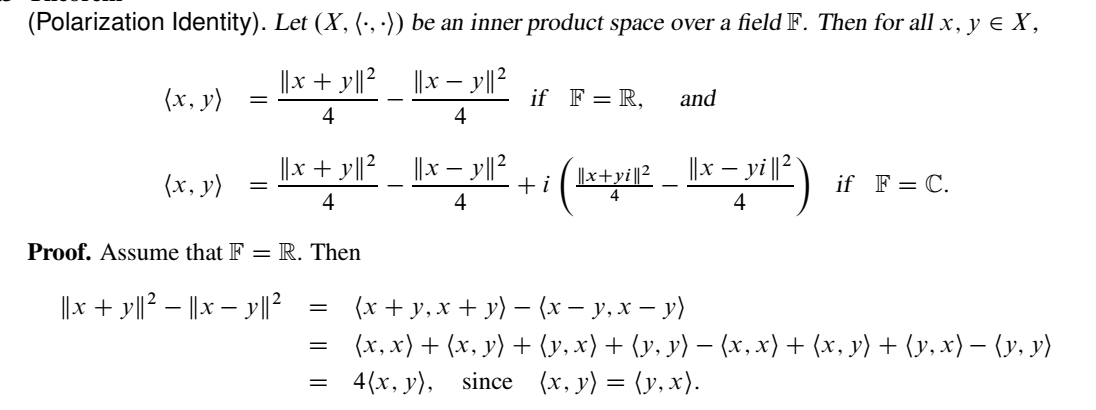 (Polarization Identity). Let (X, ⟨·, ·⟩) be an inner product space over a field 𝔽. Then for all x, y ∈ X,
⟨x, y⟩ = ‖x + y‖²/4 − ‖x − y‖²/4 if 𝔽 = ℝ, and
⟨x, y⟩ = ‖x + y‖²/4 − ‖x − y‖²/4 + i (‖x+yi‖²/4 − ‖x − yi‖²/4) if 𝔽 = ℂ.
Proof. Assume that 𝔽 = ℝ. Then
‖x + y‖² − ‖x − y‖² = ⟨x + y, x + y⟩ − ⟨x − y, x − y⟩
= ⟨x, x⟩ + ⟨x, y⟩ + ⟨y, x⟩ + ⟨y, y⟩ − ⟨x, x⟩ + ⟨x, y⟩ + ⟨y, x⟩ − ⟨y, y⟩
= 4⟨x, y⟩, since ⟨x, y⟩ = ⟨y, x⟩.